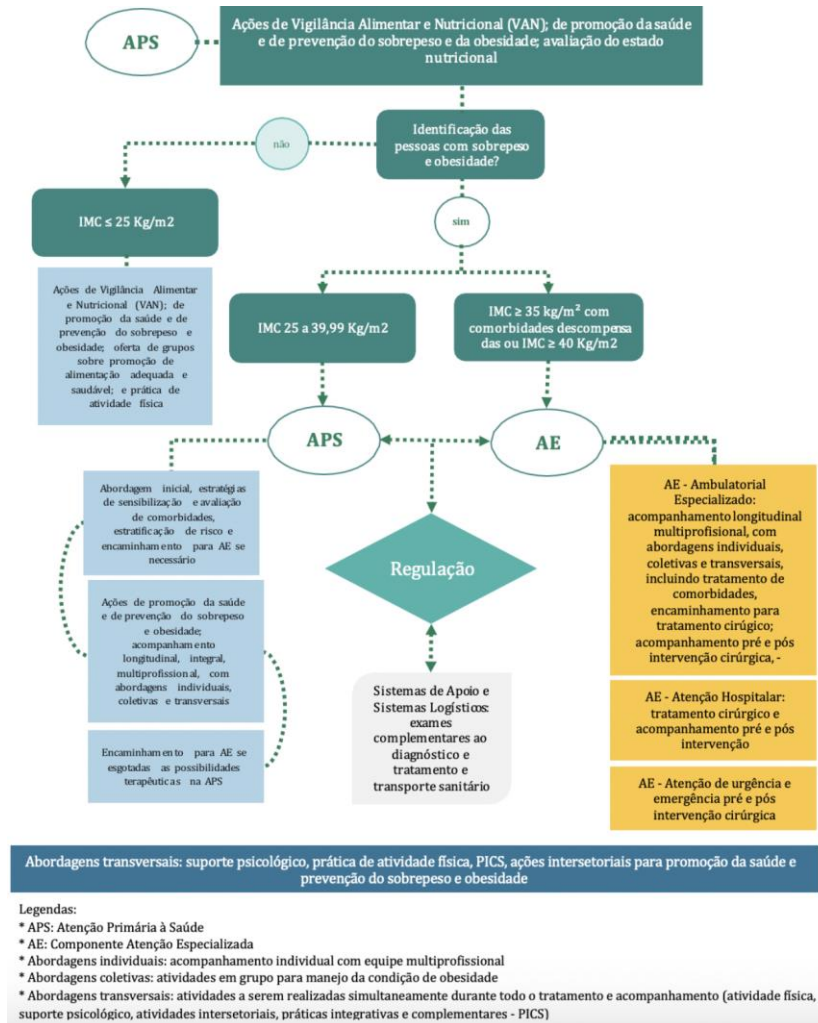 APS
Ações de Vigilância Alimentar e Nutricional (VAN); de promoção da saúde
e de prevenção do sobrepeso e da obesidade; avaliação do estado
nutricional
Identificação das
pessoas com sobrepeso
e obesidade?
não
sim
IMC ≤ 25 Kg/m2
Ações de Vigilância Alimentar
e Nutricional (VAN); de
promoção da saúde e de
prevenção do sobrepeso e
obesidade; oferta de grupos
sobre promoção de
alimentação adequada e
saudável; e prática de
atividade física
IMC 25 a 39,99 Kg/m2
IMC ≥ 35 kg/m² com
comorbidades descompensa
das ou IMC ≥ 40 Kg/m2
APS
AE
Abordagem inicial, estratégias
de sensibilização e avaliação
de comorbidades,
estratificação de risco e
encaminhamento para AE se
necessário
Ações de promoção da saúde
e de prevenção do sobrepeso
e obesidade;
acompanhamento
longitudinal, integral,
multiprofissional, com
abordagens individuais,
coletivas e transversais
Encaminhamento para AE se
esgotadas as possibilidades
terapêuticas na APS
Regulação
Sistemas de Apoio e
Sistemas Logísticos:
exames
complementares ao
diagnóstico e
tratamento e
transporte sanitário
AE - Ambulatorial
Especializado:
acompanhamento longitudinal
multiprofisional, com
abordagens individuais,
coletivas e transversais,
incluindo tratamento de
comorbidades,
encaminhamento para
tratamento cirúgico;
acompanhamento pré e pós
intervenção cirúrgica, -
AE - Atenção Hospitalar:
tratamento cirúrgico e
acompanhamento pré e pós
intervenção
AE - Atenção de urgência e
emergência pré e pós
intervenção cirúrgica
Abordagens transversais: suporte psicológico, prática de atividade física, PICS, ações intersetoriais para promoção da saúde e
prevenção do sobrepeso e obesidade
Legendas:
* APS: Atenção Primária à Saúde
* AE: Componente Atenção Especializada
* Abordagens individuais: acompanhamento individual com equipe multiprofissional
* Abordagens coletivas: atividades em grupo para manejo da condição de obesidade
* Abordagens transversais: atividades a serem realizadas simultaneamente durante todo o tratamento e acompanhamento (atividade física,
suporte psicológico, atividades intersetoriais, práticas integrativas e complementares - PICS)